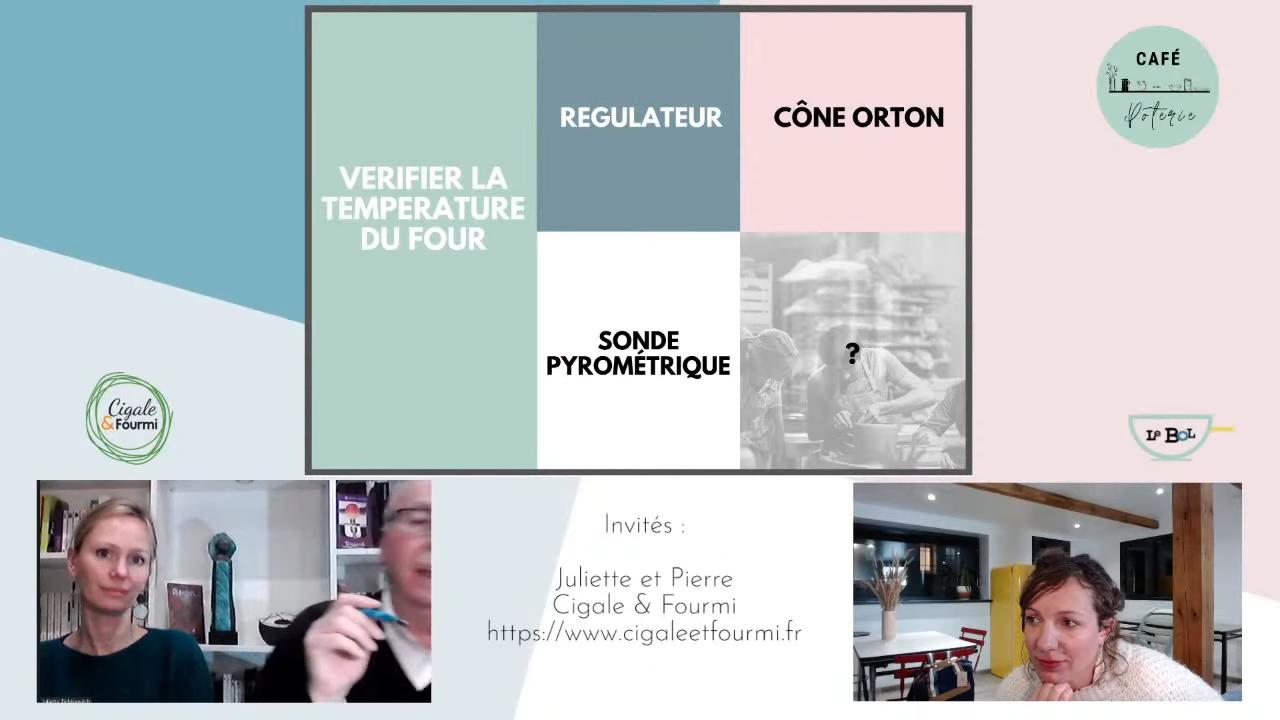 VERIFIER LA
TEMPERATURE
DU FOUR
REGULATEUR
CÔNE ORTON
SONDE
PYROMÉTRIQUE
?
CAFÉ
Poterie
Cigale
&Fourmi
Le BoL
Invités :
Juliette et Pierre
Cigale & Fourmi
https://www.cigaleetfourmi.fr